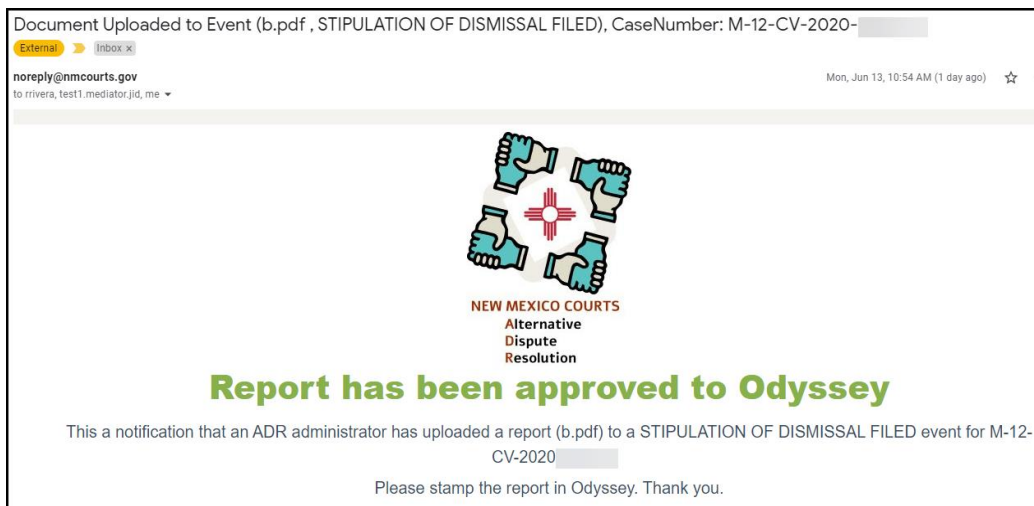 Document Uploaded to Event (b.pdf , STIPULATION OF DISMISSAL FILED), CaseNumber: M-12-CV-2020-
External Inbox x
noreply@nmcourts.gov Mon, Jun 13, 10:54 AM (1 day ago)
to rrivera, test1.mediator.jid, me
NEW MEXICO COURTS
Alternative
Dispute
Resolution
Report has been approved to Odyssey
This a notification that an ADR administrator has uploaded a report (b.pdf) to a STIPULATION OF DISMISSAL FILED event for M-12-
CV-2020
Please stamp the report in Odyssey. Thank you.